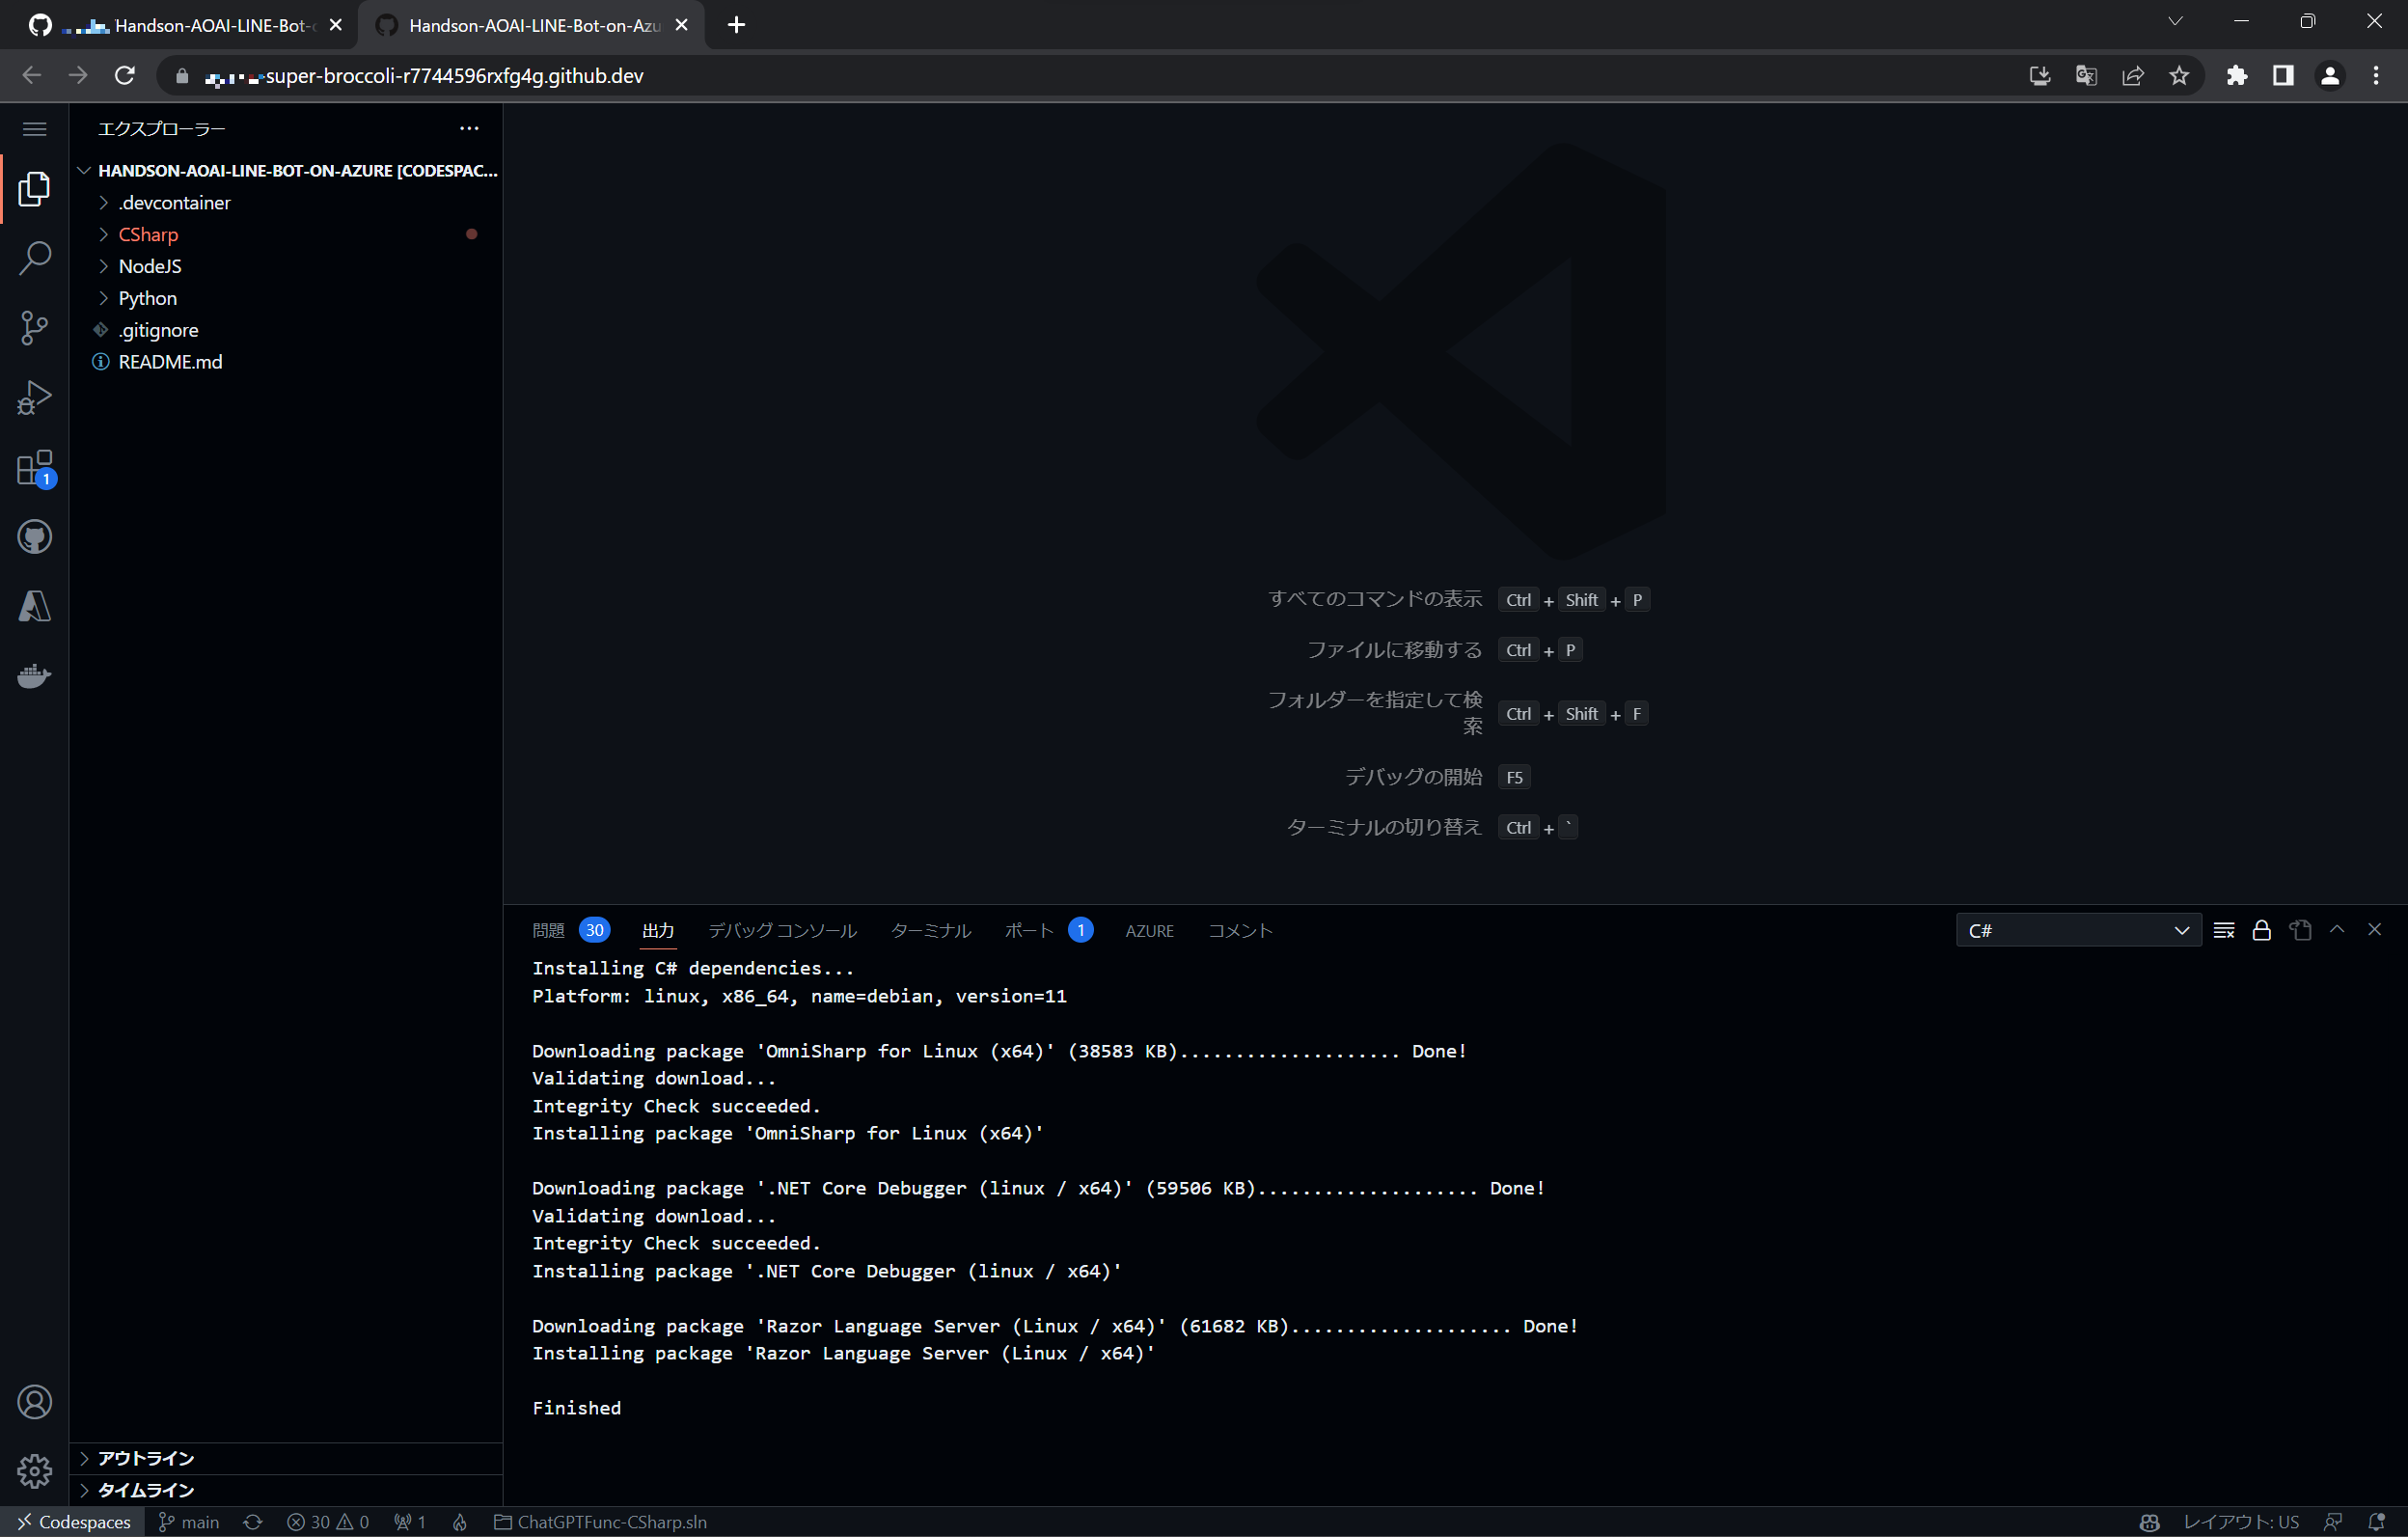 Handson-AOAI-LINE-Bot-
Handson-AOAI-LINE-Bot-on-Azu
super-broccoli-r7744596rxfg4g.github.dev
エクスプローラー
HANDSON-AOAI-LINE-BOT-ON-AZURE [CODESPAC...
.devcontainer
CSharp
NodeJS
Python
.gitignore
README.md
1
すべてのコマンドの表示 Ctrl + Shift + P
ファイルに移動する Ctrl + P
フォルダーを指定して検
索 Ctrl + Shift + F
デバッグの開始 F5
ターミナルの切り替え Ctrl + `
問題 30 出力 デバッグ コンソール ターミナル ポート 1 AZURE コメント C#
Installing C# dependencies...
Platform: linux, x86_64, name=debian, version=11
Downloading package 'OmniSharp for Linux (x64)' (38583 KB).................... Done!
Validating download...
Integrity Check succeeded.
Installing package 'OmniSharp for Linux (x64)'
Downloading package '.NET Core Debugger (linux / x64)' (59506 KB).................... Done!
Validating download...
Integrity Check succeeded.
Installing package '.NET Core Debugger (linux / x64)'
Downloading package 'Razor Language Server (Linux / x64)' (61682 KB).................... Done!
Installing package 'Razor Language Server (Linux / x64)'
Finished
アウトライン
タイムライン
Codespaces main 30 0 1 ChatGPTFunc-CSharp.sln レイアウト: US